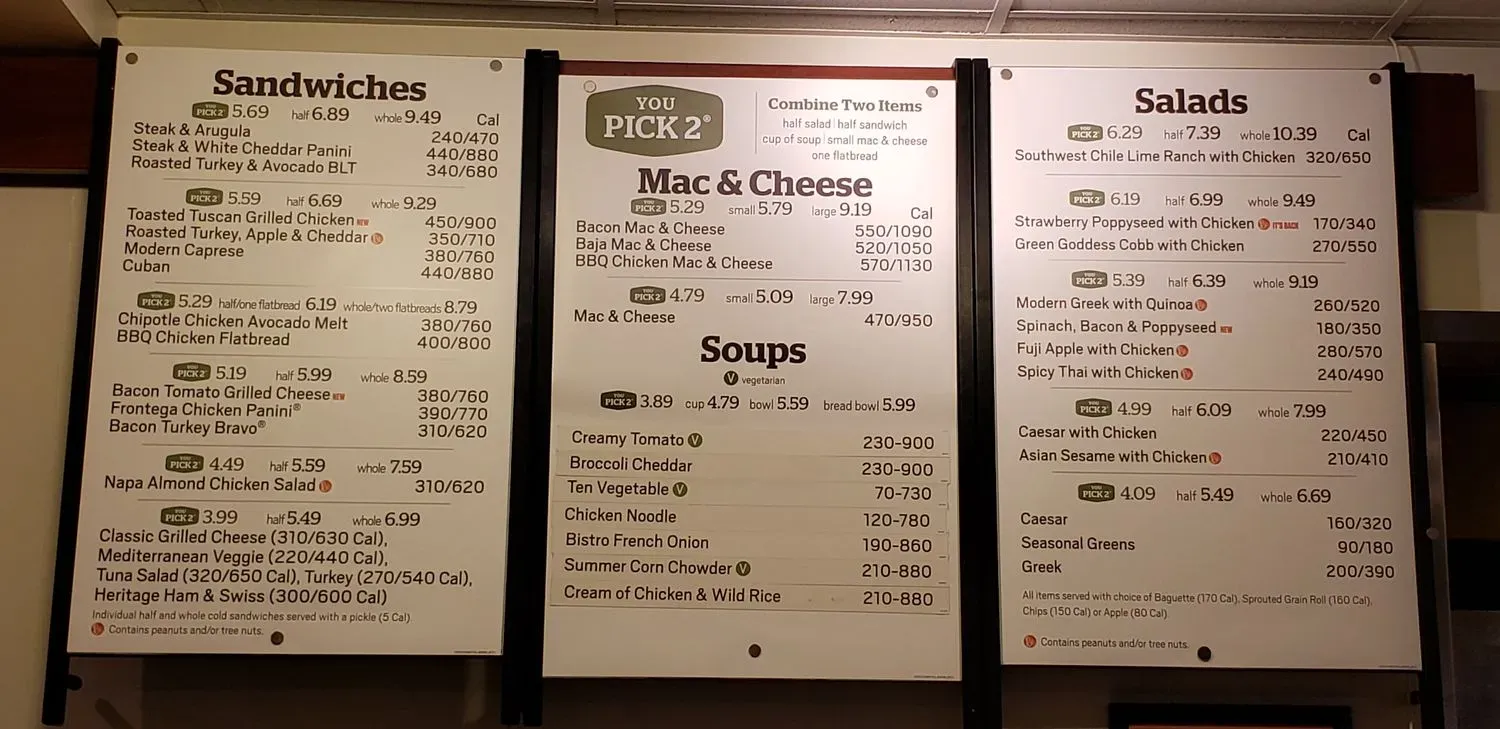 Sandwiches
YOU PICK 2 5.69 half 6.89 whole 9.49 Cal
Steak & Arugula 240/470
Steak & White Cheddar Panini 440/880
Roasted Turkey & Avocado BLT 340/680
YOU PICK 2 5.59 half 6.69 whole 9.29
Toasted Tuscan Grilled Chicken NEW 450/900
Roasted Turkey, Apple & Cheddar 350/710
Modern Caprese 380/760
Cuban 440/880
YOU PICK 2 5.29 half/one flatbread 6.19 whole/two flatbreads 8.79
Chipotle Chicken Avocado Melt 380/760
BBQ Chicken Flatbread 400/800
YOU PICK 2 5.19 half 5.99 whole 8.59
Bacon Tomato Grilled Cheese NEW 380/760
Frontega Chicken Panini® 390/770
Bacon Turkey Bravo® 310/620
YOU PICK 2 4.49 half 5.59 whole 7.59
Napa Almond Chicken Salad 310/620
YOU PICK 2 3.99 half 5.49 whole 6.99
Classic Grilled Cheese (310/630 Cal),
Mediterranean Veggie (220/440 Cal),
Tuna Salad (320/650 Cal), Turkey (270/540 Cal),
Heritage Ham & Swiss (300/600 Cal)
Individual half and whole cold sandwiches served with a pickle (5 Cal).
Contains peanuts and/or tree nuts.
YOU
PICK 2®
Combine Two Items
half salad | half sandwich
cup of soup | small mac & cheese
one flatbread
Mac & Cheese
YOU PICK 2 5.29 small 5.79 large 9.19 Cal
Bacon Mac & Cheese 550/1090
Baja Mac & Cheese 520/1050
BBQ Chicken Mac & Cheese 570/1130
YOU PICK 2 4.79 small 5.09 large 7.99
Mac & Cheese 470/950
Soups
V vegetarian
YOU PICK 2 3.89 cup 4.79 bowl 5.59 bread bowl 5.99
Creamy Tomato V 230-900
Broccoli Cheddar 230-900
Ten Vegetable V 70-730
Chicken Noodle 120-780
Bistro French Onion 190-860
Summer Corn Chowder V 210-880
Cream of Chicken & Wild Rice 210-880
Salads
YOU PICK 2 6.29 half 7.39 whole 10.39 Cal
Southwest Chile Lime Ranch with Chicken 320/650
YOU PICK 2 6.19 half 6.99 whole 9.49
Strawberry Poppyseed with Chicken IT'S BACK 170/340
Green Goddess Cobb with Chicken 270/550
YOU PICK 2 5.39 half 6.39 whole 9.19
Modern Greek with Quinoa 260/520
Spinach, Bacon & Poppyseed NEW 180/350
Fuji Apple with Chicken 280/570
Spicy Thai with Chicken 240/490
YOU PICK 2 4.99 half 6.09 whole 7.99
Caesar with Chicken 220/450
Asian Sesame with Chicken 210/410
YOU PICK 2 4.09 half 5.49 whole 6.69
Caesar 160/320
Seasonal Greens 90/180
Greek 200/390
All items served with choice of Baguette (170 Cal), Sprouted Grain Roll (160 Cal),
Chips (150 Cal) or Apple (80 Cal).
Contains peanuts and/or tree nuts.